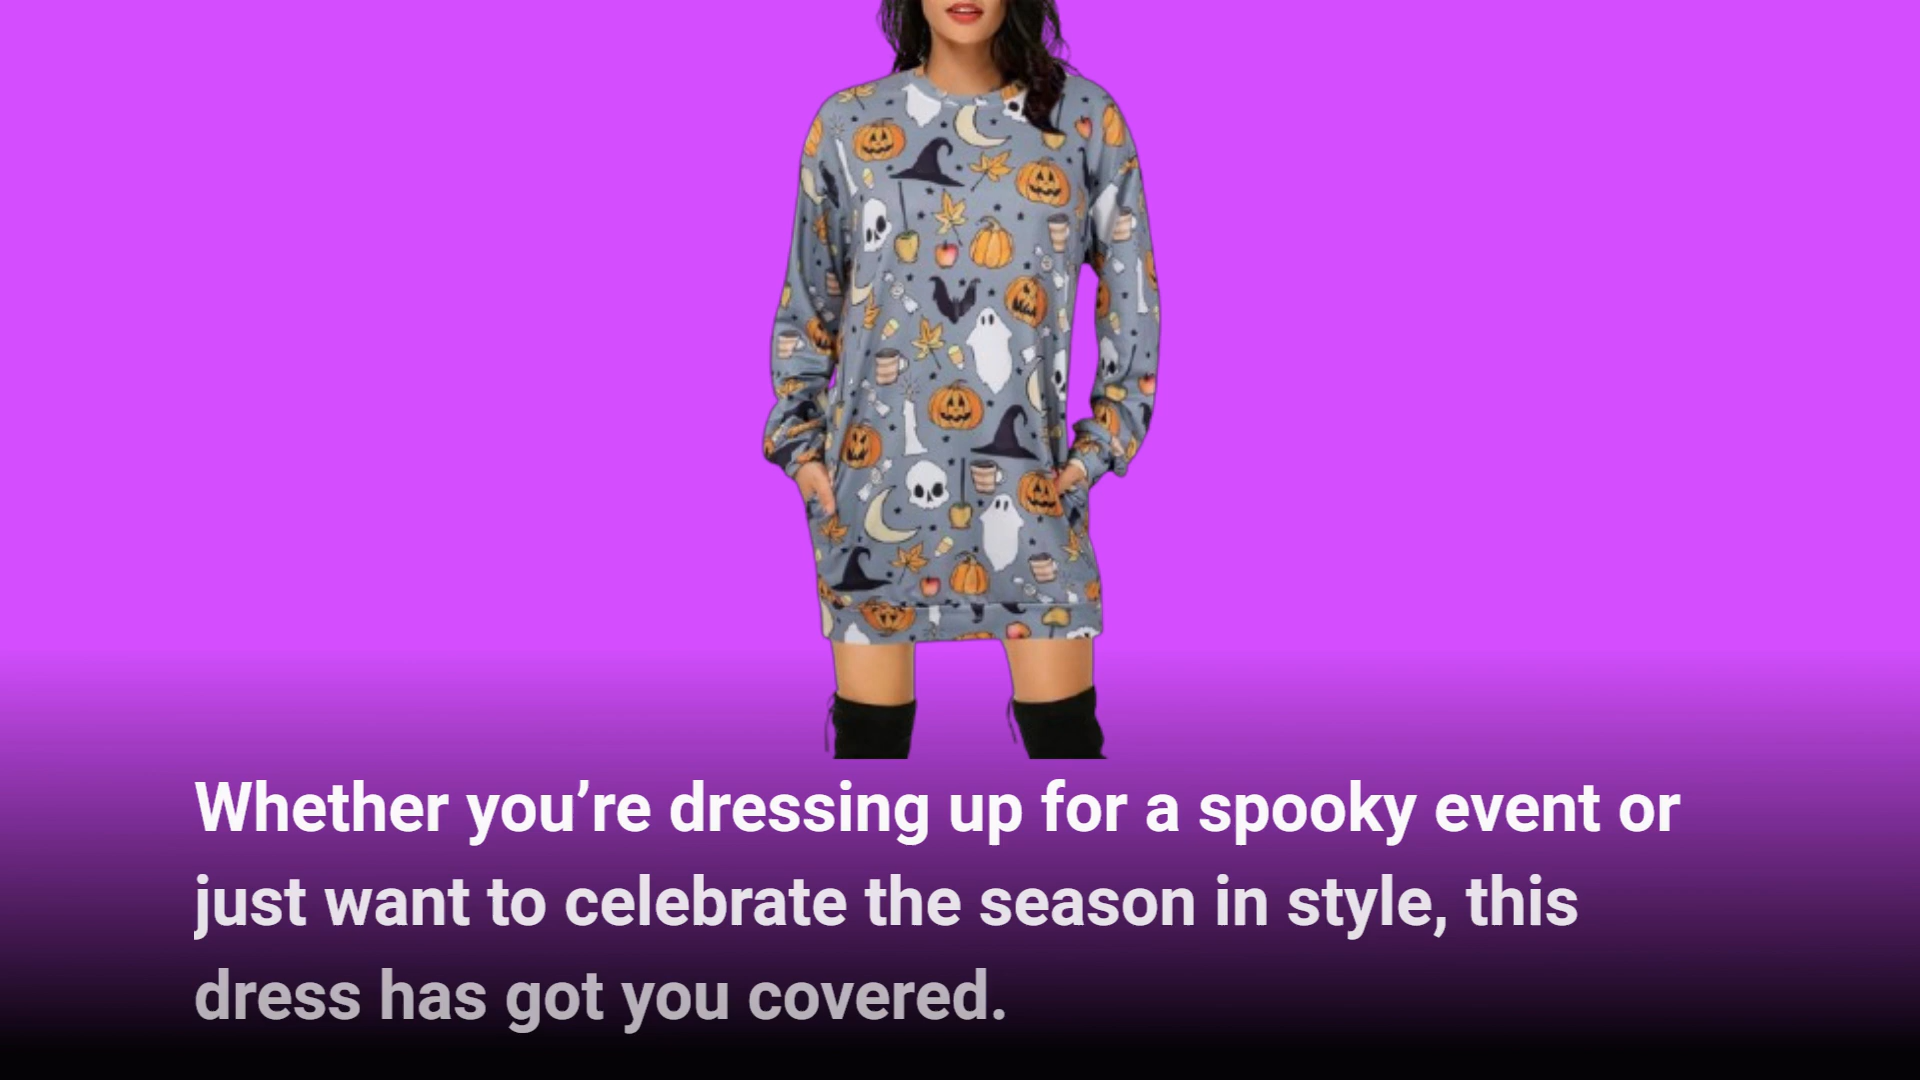 Whether you’re dressing up for a spooky event or
just want to celebrate the season in style, this
dress has got you covered.